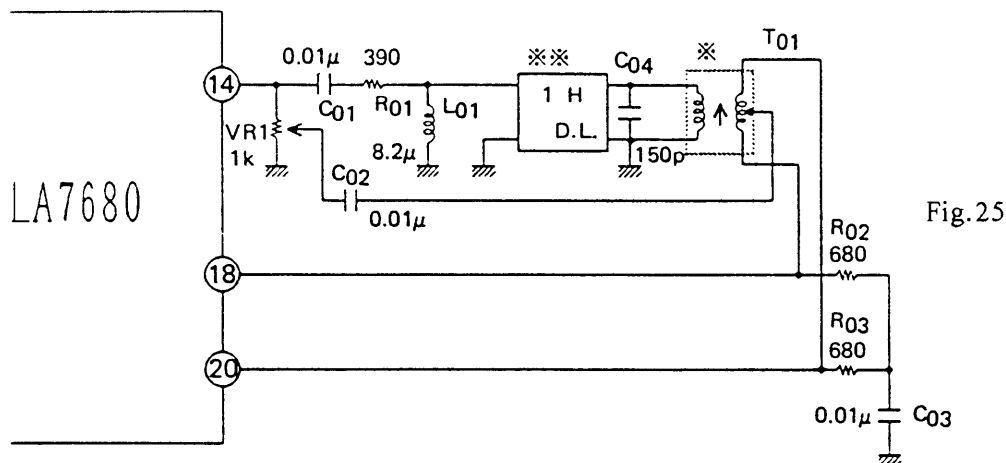 T01
0.01μ
390
※※
C04
※
14
C01
R01
L01
1 H
D.L.
VR1
1k
8.2μ
150p
C02
0.01μ
LA7680
Fig.25
R02
680
18
R03
680
20
0.01μ
C03